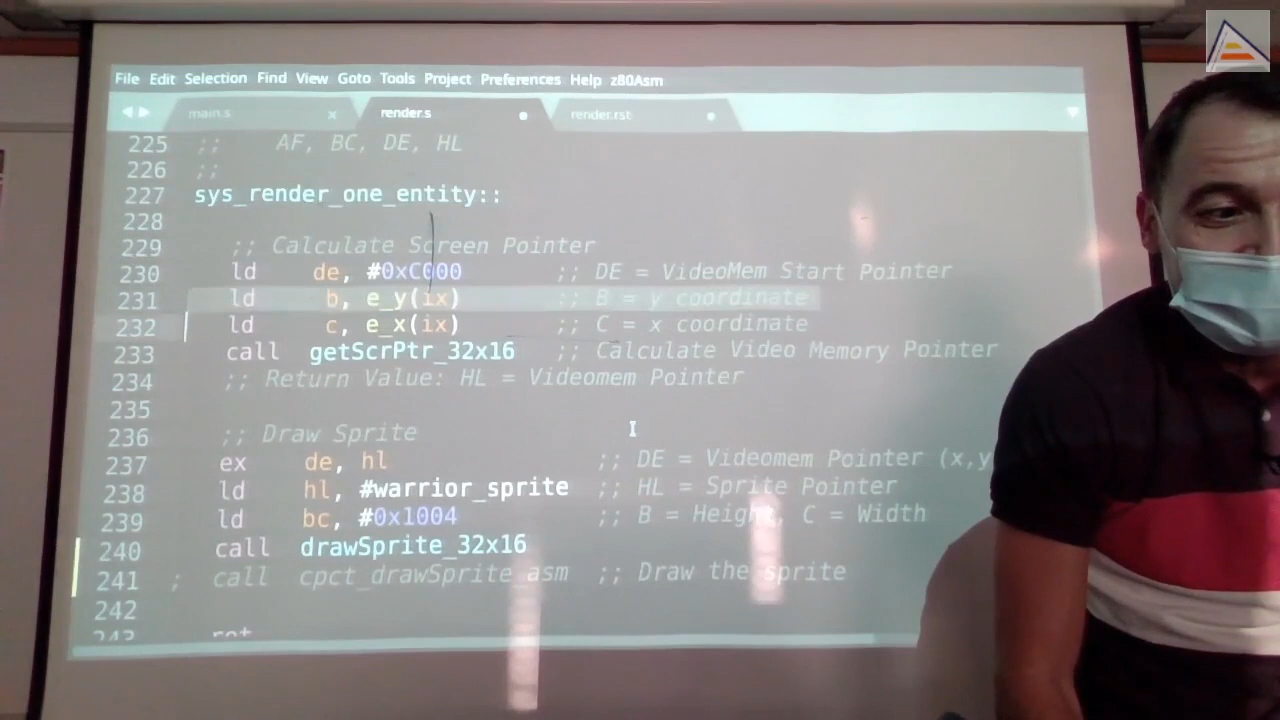 File Edit Selection Find View Goto Tools Project Preferences Help z80Asm
main.s render.s render.rst
225 ;; AF, BC, DE, HL
226 ;;
227 sys_render_one_entity::
228
229 ;; Calculate Screen Pointer
230 ld de, #0xC000 ;; DE = VideoMem Start Pointer
231 ld b, e_y(ix) ;; B = y coordinate
232 ld c, e_x(ix) ;; C = x coordinate
233 call getScrPtr_32x16 ;; Calculate Video Memory Pointer
234 ;; Return Value: HL = Videomem Pointer
235
236 ;; Draw Sprite
237 ex de, hl ;; DE = Videomem Pointer (x,y
238 ld hl, #warrior_sprite ;; HL = Sprite Pointer
239 ld bc, #0x1004 ;; B = Height, C = Width
240 call drawSprite_32x16
241 ; call cpct_drawSprite_asm ;; Draw the sprite
242
243 ret